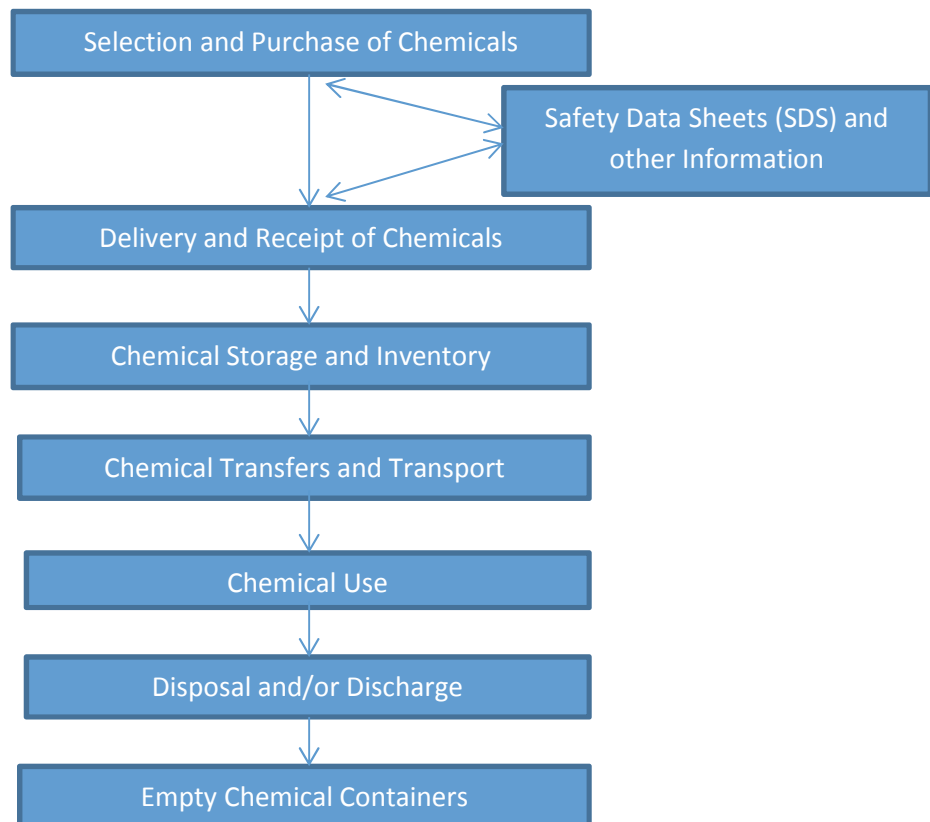 Selection and Purchase of Chemicals
Safety Data Sheets (SDS) and
other Information
Delivery and Receipt of Chemicals
Chemical Storage and Inventory
Chemical Transfers and Transport
Chemical Use
Disposal and/or Discharge
Empty Chemical Containers